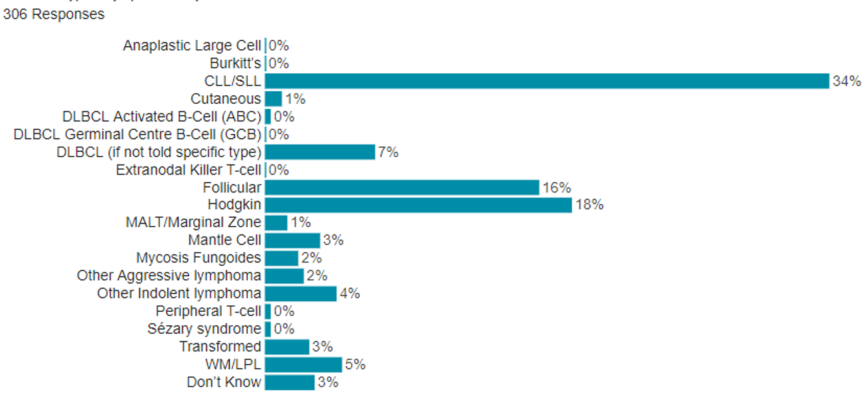 306 Responses
Anaplastic Large Cell 0%
Burkitt's 0%
CLL/SLL 34%
Cutaneous 1%
DLBCL Activated B-Cell (ABC) 0%
DLBCL Germinal Centre B-Cell (GCB) 0%
DLBCL (if not told specific type) 7%
Extranodal Killer T-cell 0%
Follicular 16%
Hodgkin 18%
MALT/Marginal Zone 1%
Mantle Cell 3%
Mycosis Fungoides 2%
Other Aggressive lymphoma 2%
Other Indolent lymphoma 4%
Peripheral T-cell 0%
Sézary syndrome 0%
Transformed 3%
WM/LPL 5%
Don't Know 3%